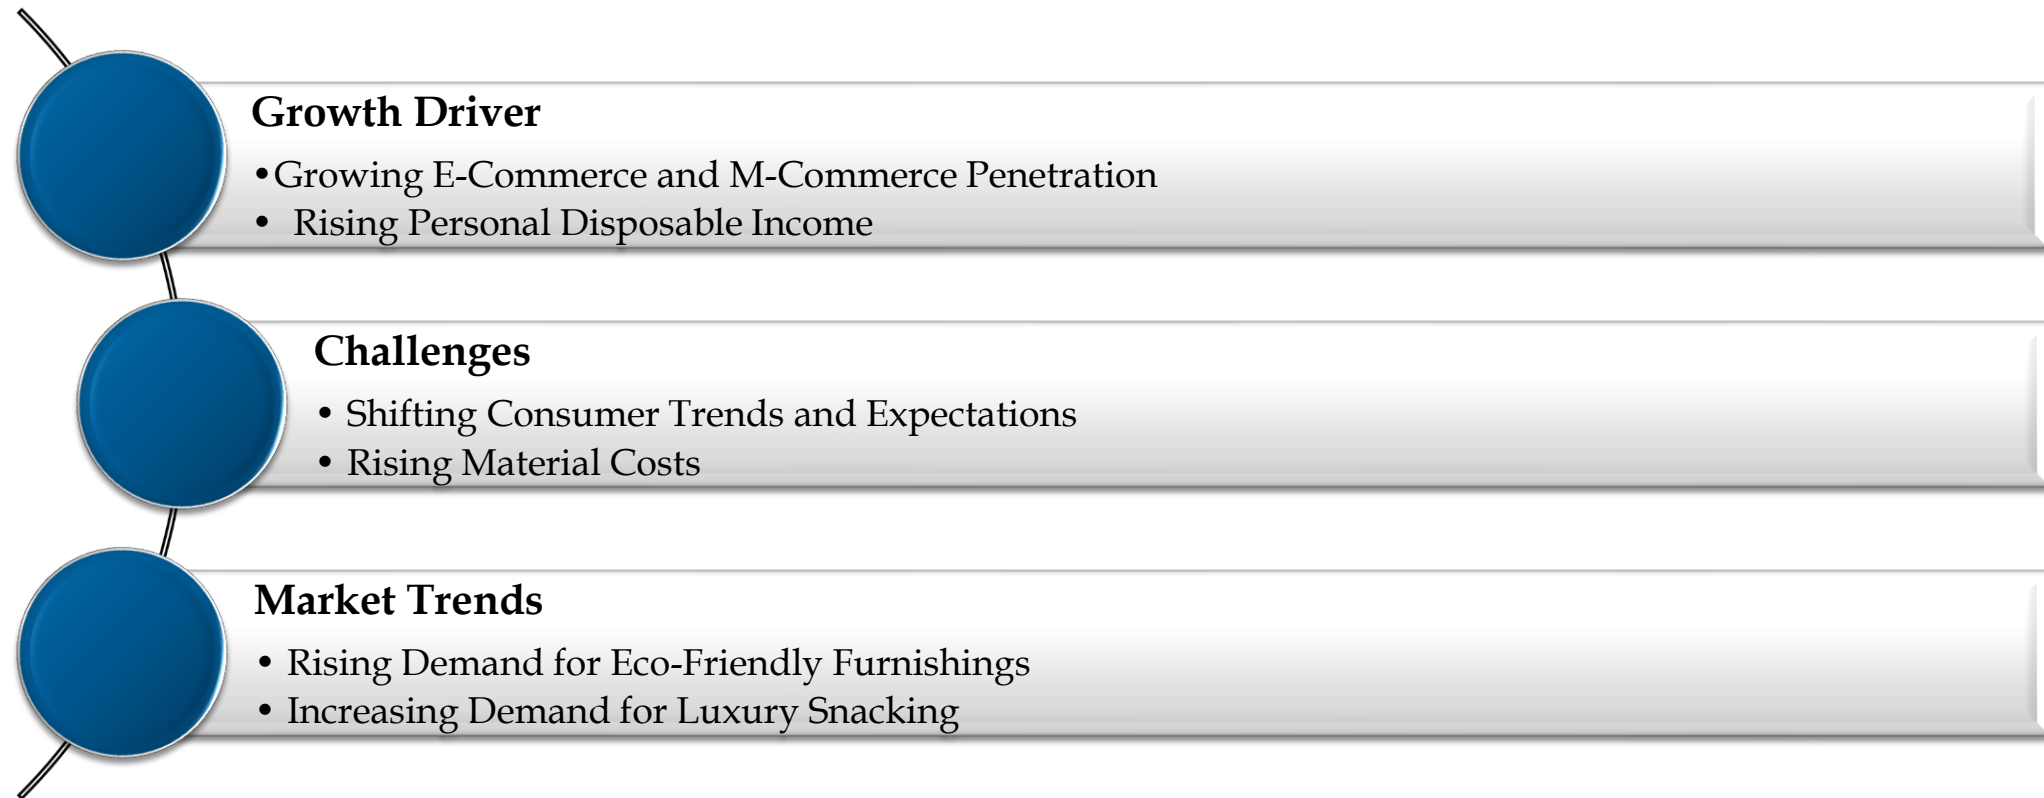 Growth Driver
•Growing E-Commerce and M-Commerce Penetration
• Rising Personal Disposable Income
Challenges
• Shifting Consumer Trends and Expectations
• Rising Material Costs
Market Trends
• Rising Demand for Eco-Friendly Furnishings
• Increasing Demand for Luxury Snacking